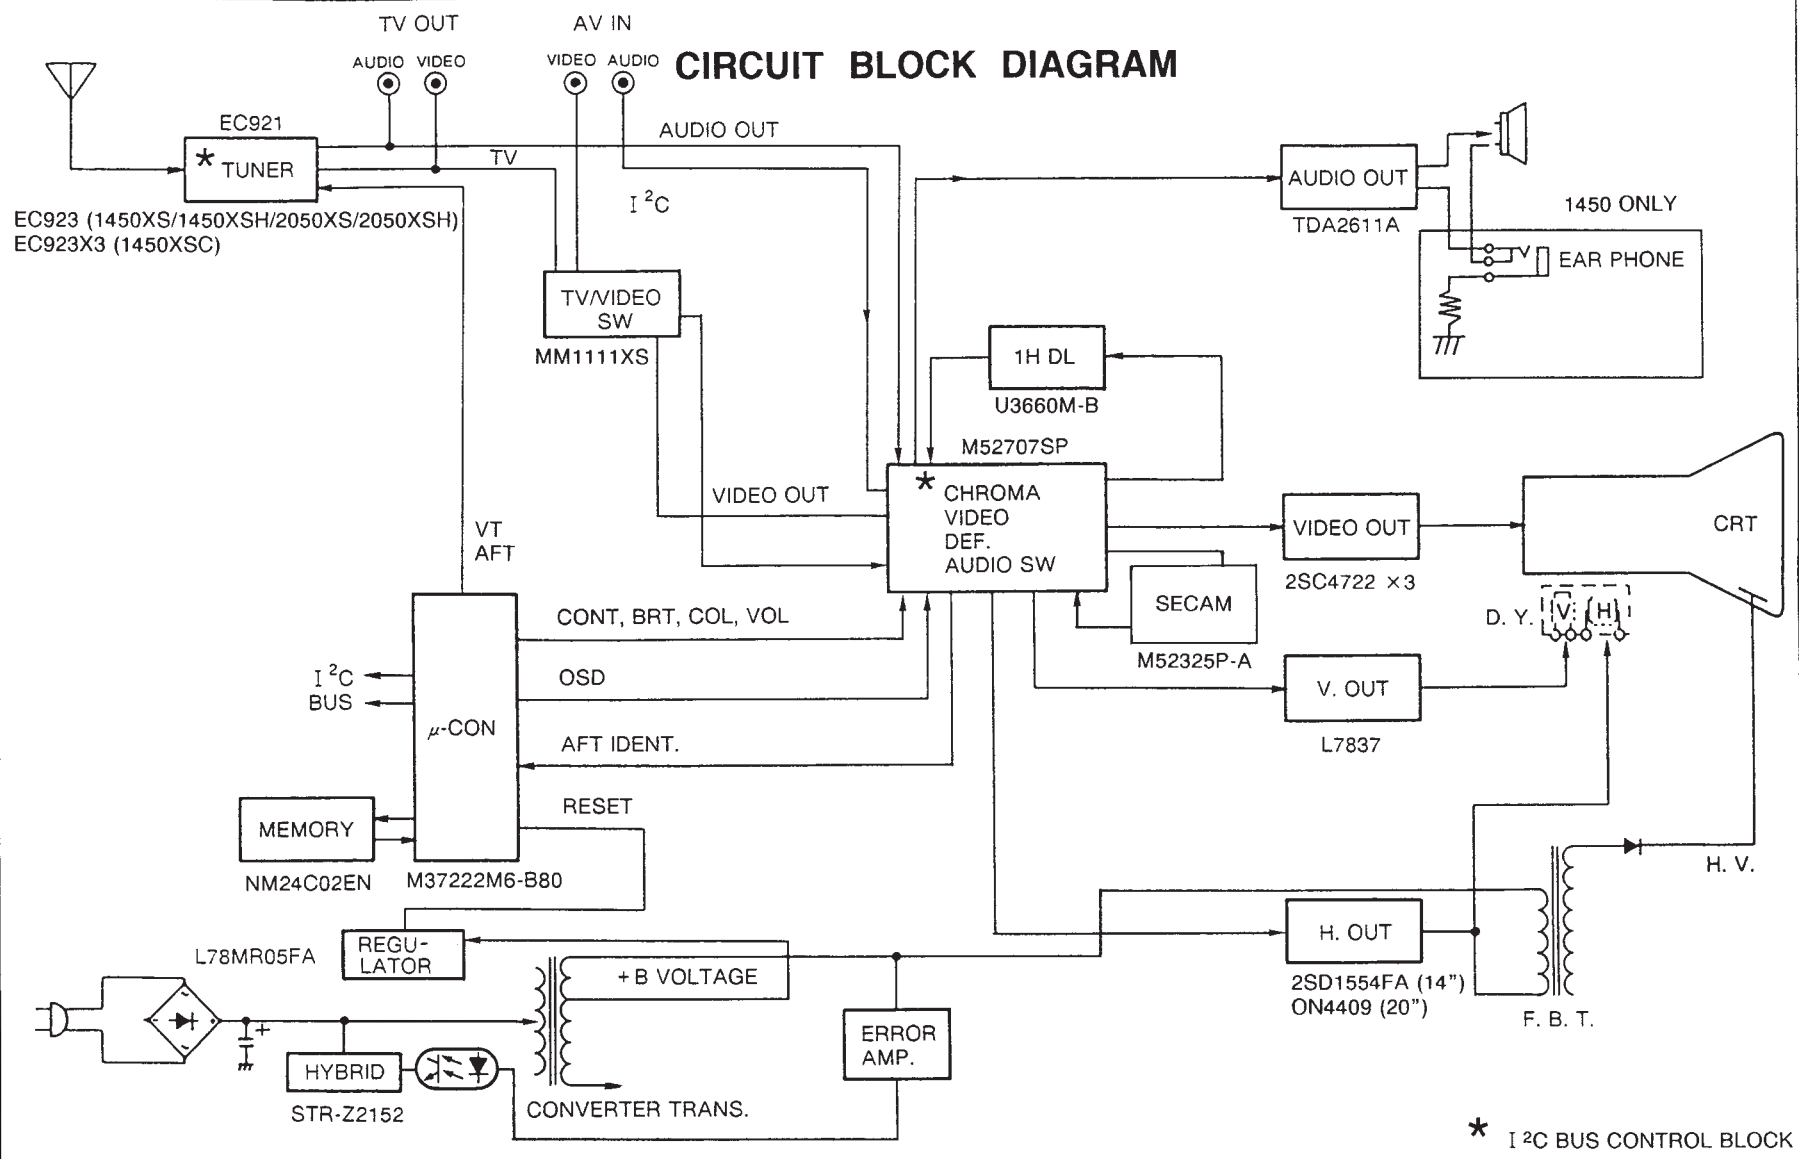 TV OUT
AV IN
AUDIO VIDEO
VIDEO AUDIO
CIRCUIT BLOCK DIAGRAM
EC921
* TUNER
AUDIO OUT
TV
I ²C
EC923 (1450XS/1450XSH/2050XS/2050XSH)
EC923X3 (1450XSC)
AUDIO OUT
TDA2611A
1450 ONLY
EAR PHONE
TV/VIDEO
SW
MM1111XS
1H DL
U3660M-B
M52707SP
* CHROMA
VIDEO
DEF.
AUDIO SW
VIDEO OUT
VIDEO OUT
2SC4722 ×3
CRT
VT
AFT
SECAM
M52325P-A
D. Y.
V
H
CONT, BRT, COL, VOL
I ²C
BUS
OSD
μ-CON
V. OUT
L7837
AFT IDENT.
RESET
MEMORY
NM24C02EN
M37222M6-B80
H. V.
L78MR05FA
REGU-
LATOR
+B VOLTAGE
H. OUT
2SD1554FA (14")
ON4409 (20")
F. B. T.
+
ERROR
AMP.
HYBRID
STR-Z2152
CONVERTER TRANS.
* I ²C BUS CONTROL BLOCK